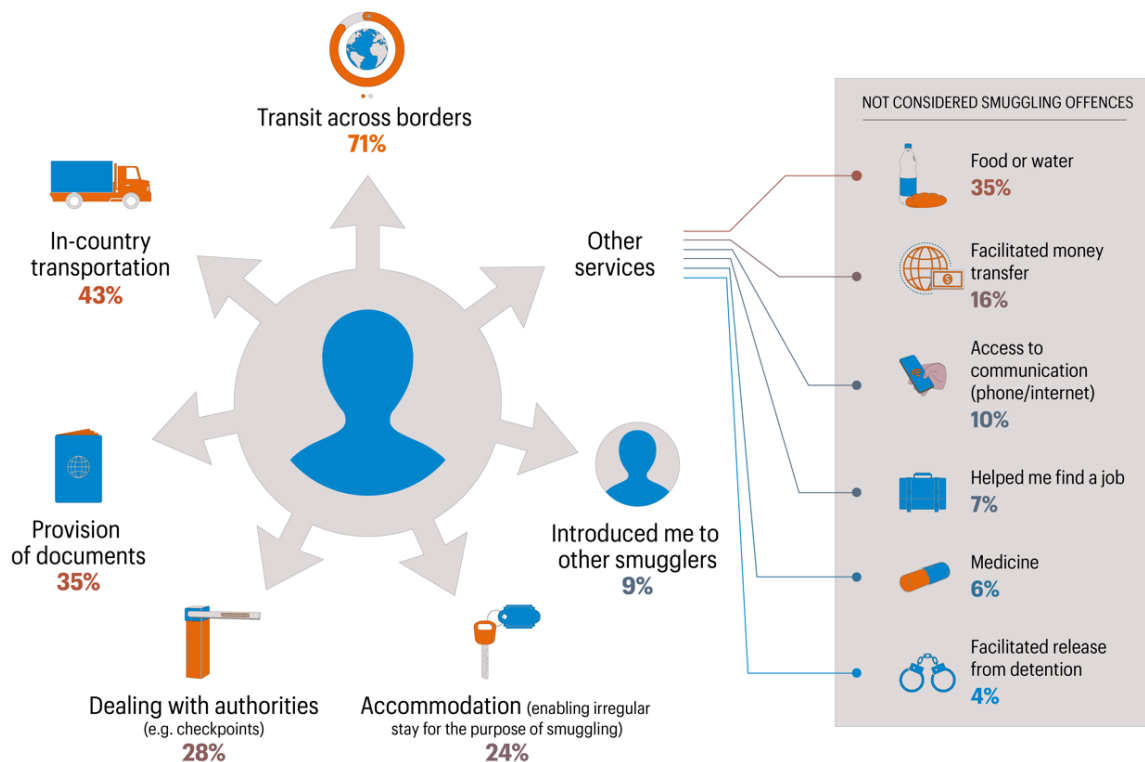 Transit across borders
71%
In-country
transportation
43%
Provision
of documents
35%
Dealing with authorities
(e.g. checkpoints)
28%
Accommodation (enabling irregular
stay for the purpose of smuggling)
24%
Introduced me to
other smugglers
9%
Other
services
NOT CONSIDERED SMUGGLING OFFENCES
Food or water
35%
Facilitated money
transfer
16%
Access to
communication
(phone/internet)
10%
Helped me find a job
7%
Medicine
6%
Facilitated release
from detention
4%